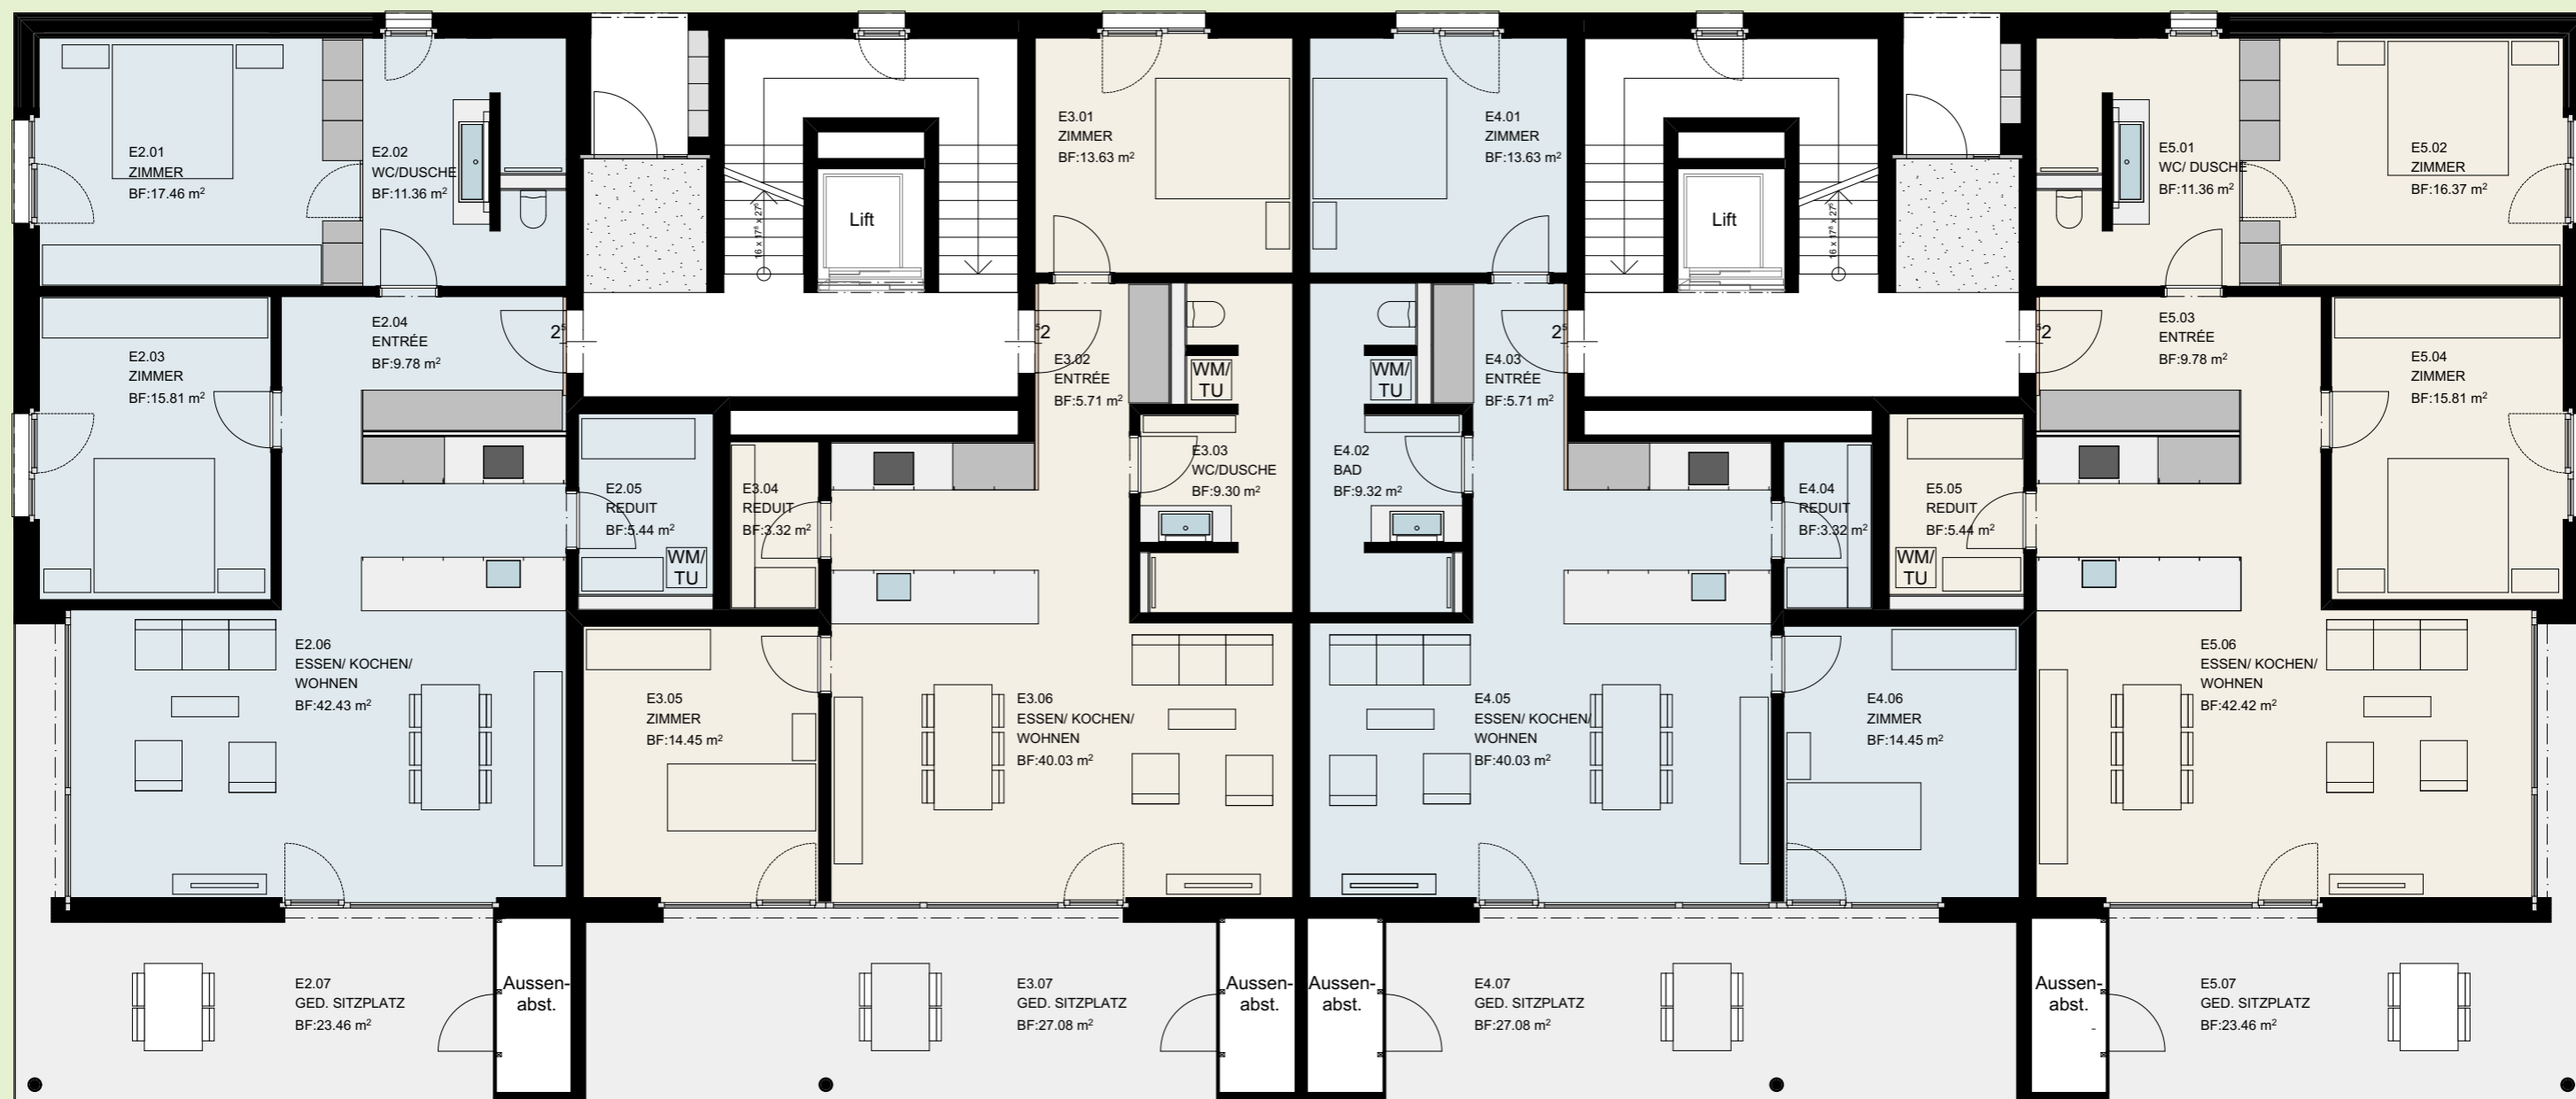 E2.01
ZIMMER
BF:17.46 m²
E2.02
WC/DUSCHE
BF:11.36 m²
16 x 17⁵ x 27⁵
Lift
E3.01
ZIMMER
BF:13.63 m²
E4.01
ZIMMER
BF:13.63 m²
Lift
16 x 17⁵ x 27⁵
E5.01
WC/ DUSCHE
BF:11.36 m²
E5.02
ZIMMER
BF:16.37 m²
E2.03
ZIMMER
BF:15.81 m²
E2.04
ENTRÉE
BF:9.78 m²
2⁵
⁵2
E3.02
ENTRÉE
BF:5.71 m²
WM/
TU
WM/
TU
E4.03
ENTRÉE
BF:5.71 m²
2⁵
⁵2
E5.03
ENTRÉE
BF:9.78 m²
E5.04
ZIMMER
BF:15.81 m²
E2.05
REDUIT
BF:5.44 m²
WM/
TU
E3.04
REDUIT
BF:3.32 m²
E3.03
WC/DUSCHE
BF:9.30 m²
E4.02
BAD
BF:9.32 m²
E4.04
REDUIT
BF:3.32 m²
E5.05
REDUIT
BF:5.44 m²
WM/
TU
E2.06
ESSEN/ KOCHEN/
WOHNEN
BF:42.43 m²
E3.05
ZIMMER
BF:14.45 m²
E3.06
ESSEN/ KOCHEN/
WOHNEN
BF:40.03 m²
E4.05
ESSEN/ KOCHEN/
WOHNEN
BF:40.03 m²
E4.06
ZIMMER
BF:14.45 m²
E5.06
ESSEN/ KOCHEN/
WOHNEN
BF:42.42 m²
E2.07
GED. SITZPLATZ
BF:23.46 m²
Aussen-
abst.
E3.07
GED. SITZPLATZ
BF:27.08 m²
Aussen-
abst.
Aussen-
abst.
E4.07
GED. SITZPLATZ
BF:27.08 m²
Aussen-
abst.
E5.07
GED. SITZPLATZ
BF:23.46 m²